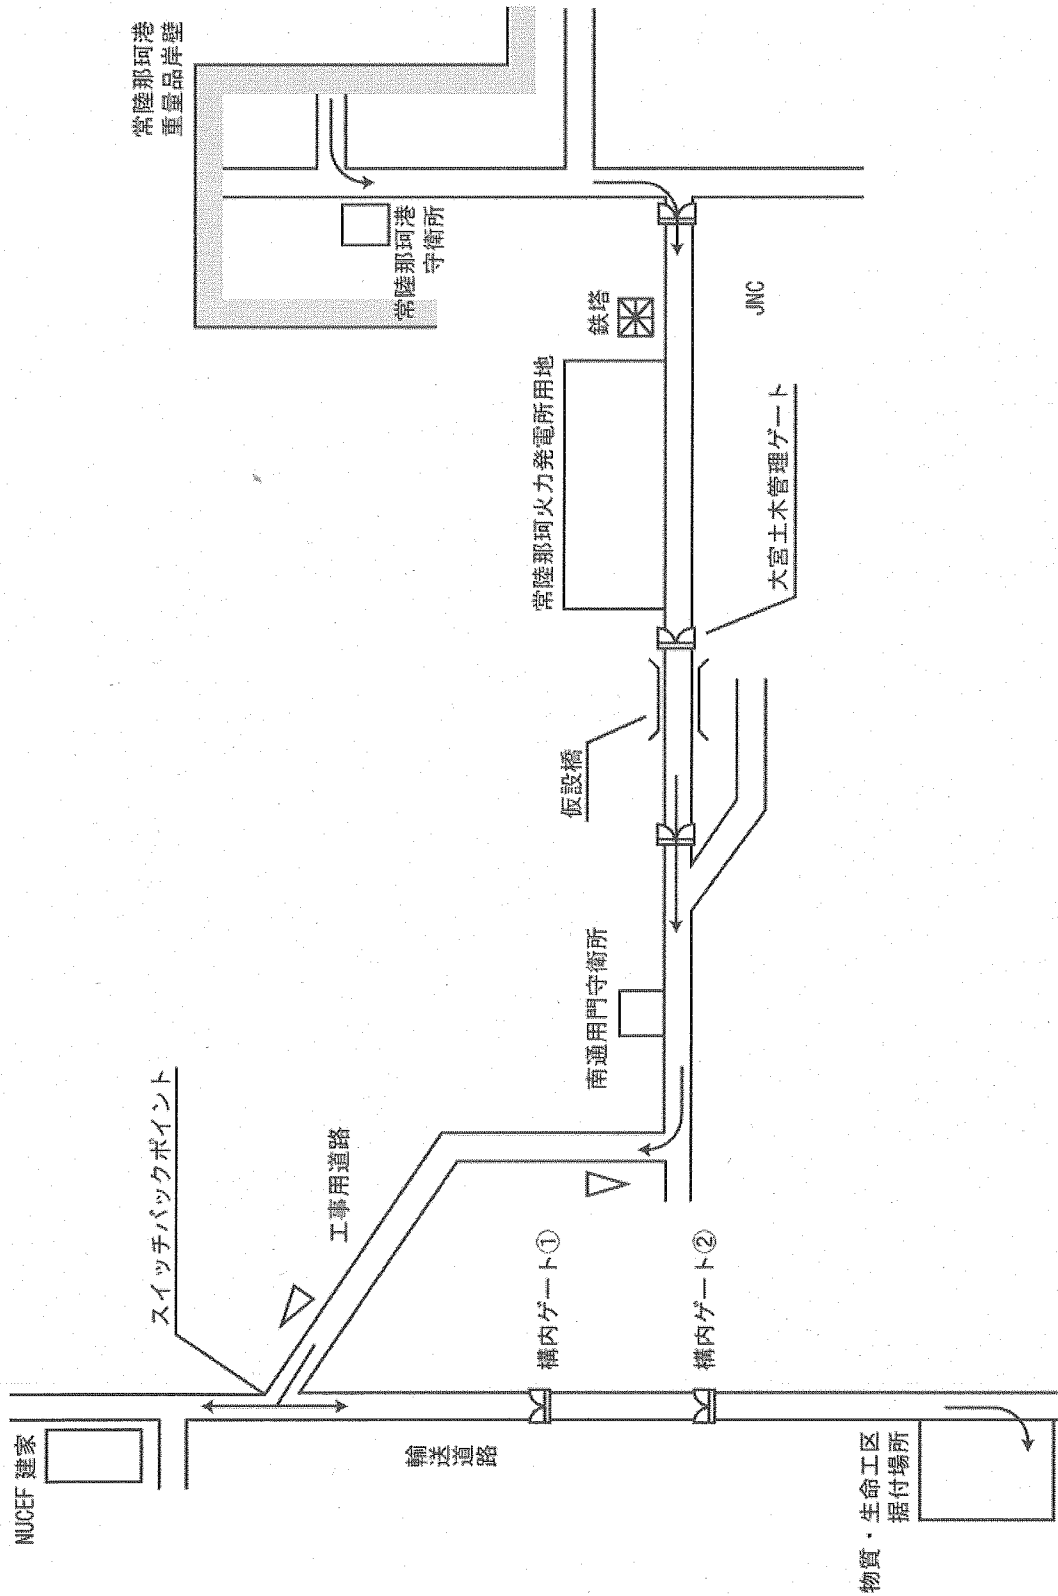 常陸那珂港
重量品岸壁
常陸那珂港
守衛所
鉄塔
JNC
常陸那珂火力発電所用地
大宮土木管理ゲート
仮設橋
南通用門守衛所
スイッチバックポイント
工事用道路
構内ゲート①
構内ゲート②
NUCEF 建家
輸送道路
物質・生命工区
据付場所